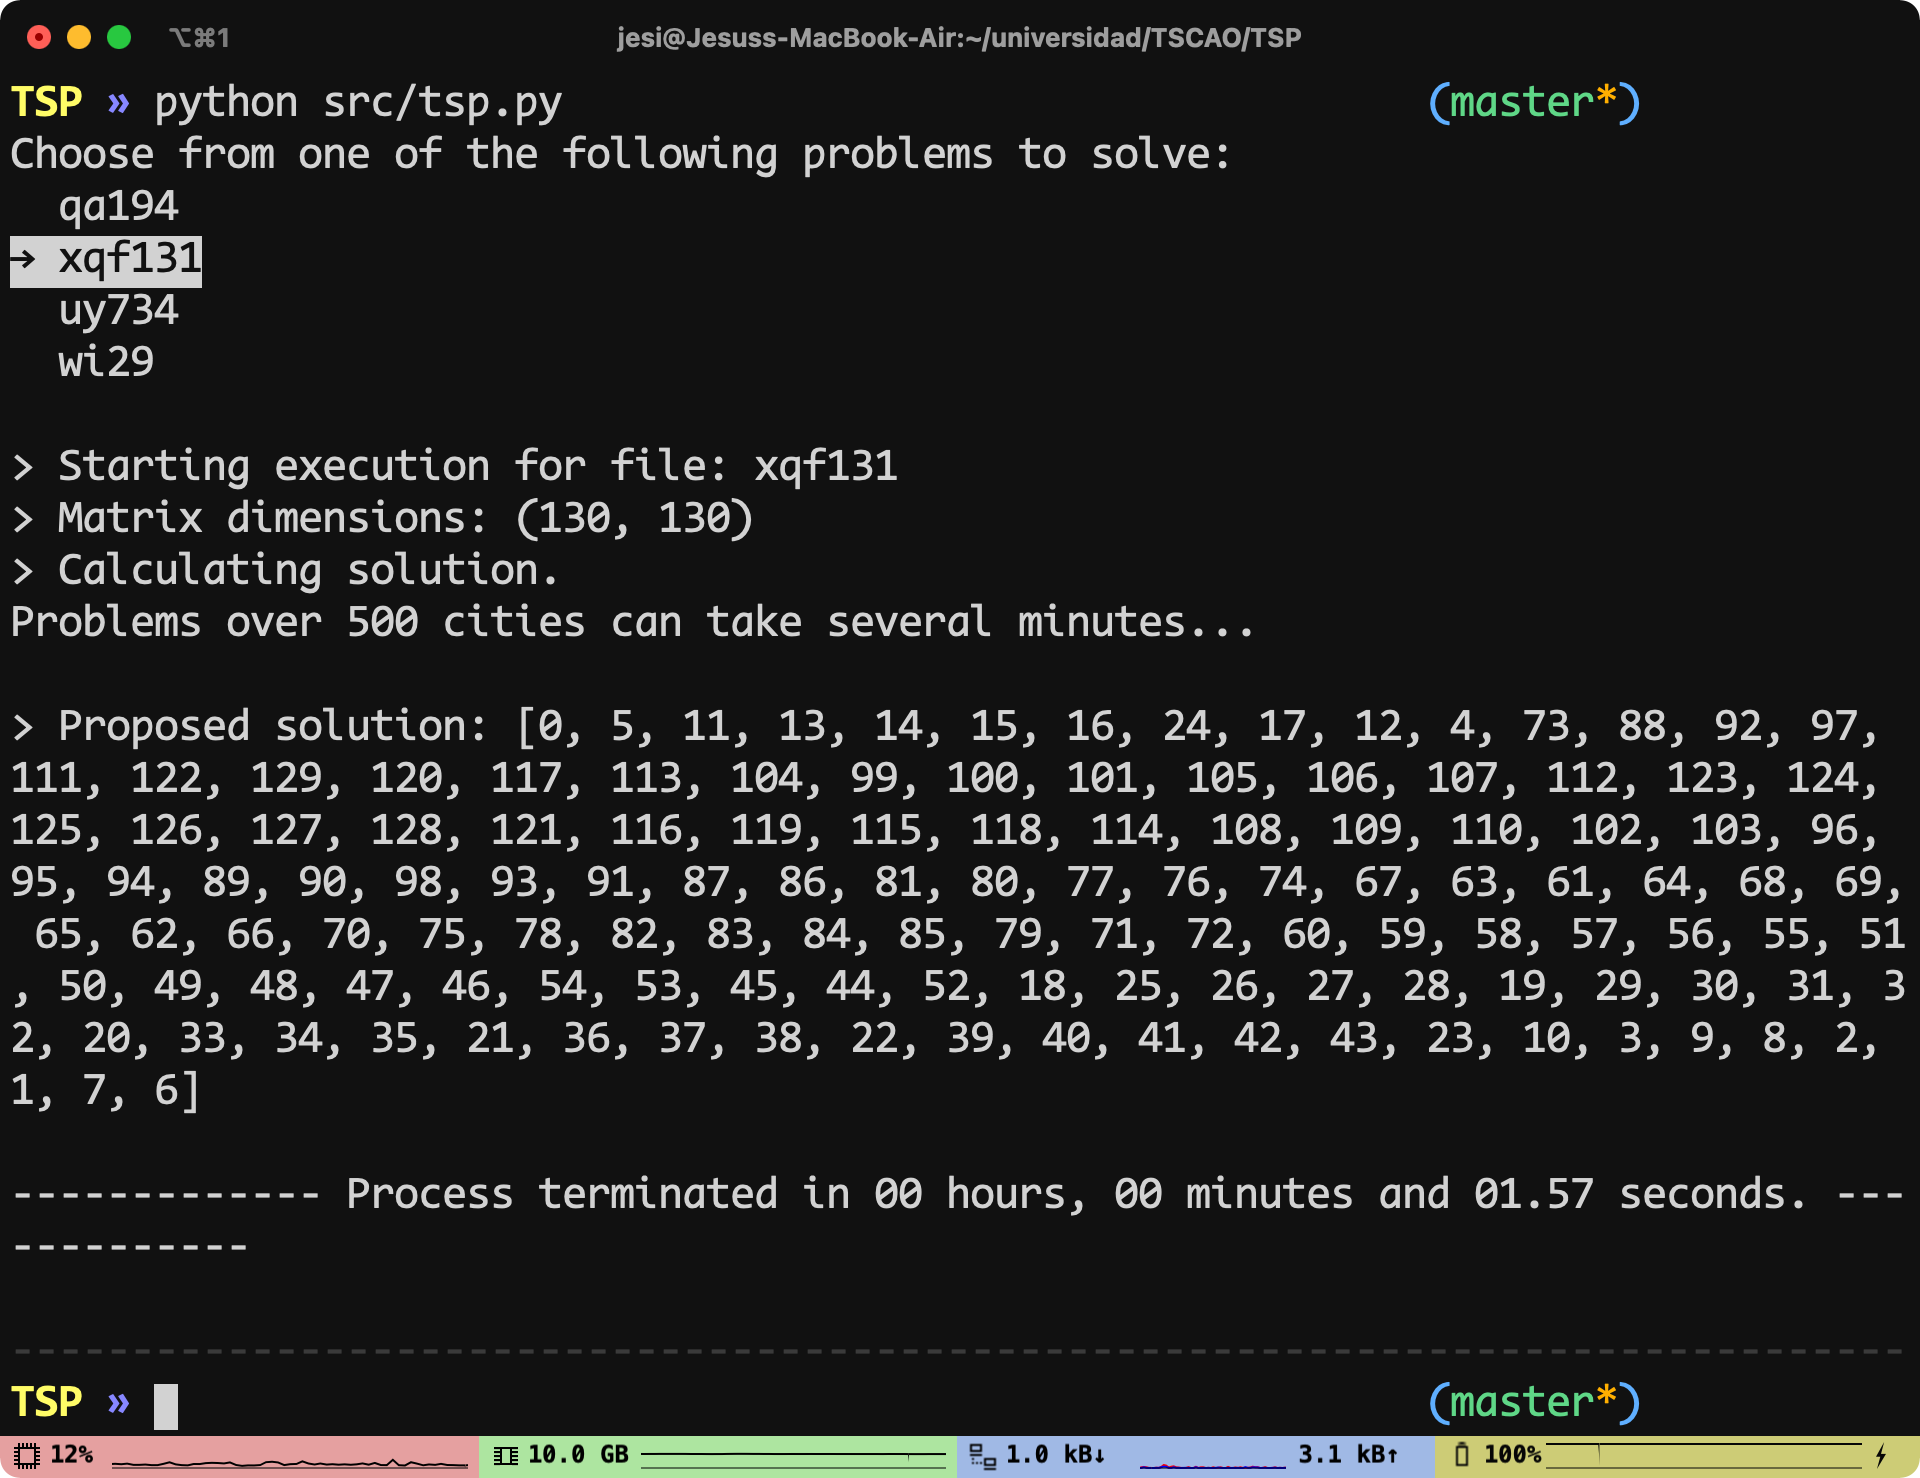 ⌥⌘1 jesi@Jesuss-MacBook-Air:~/universidad/TSCAO/TSP
TSP » python src/tsp.py (master*)
Choose from one of the following problems to solve:
qa194
→ xqf131
uy734
wi29
> Starting execution for file: xqf131
> Matrix dimensions: (130, 130)
> Calculating solution.
Problems over 500 cities can take several minutes...
> Proposed solution: [0, 5, 11, 13, 14, 15, 16, 24, 17, 12, 4, 73, 88, 92, 97,
111, 122, 129, 120, 117, 113, 104, 99, 100, 101, 105, 106, 107, 112, 123, 124,
125, 126, 127, 128, 121, 116, 119, 115, 118, 114, 108, 109, 110, 102, 103, 96,
95, 94, 89, 90, 98, 93, 91, 87, 86, 81, 80, 77, 76, 74, 67, 63, 61, 64, 68, 69,
65, 62, 66, 70, 75, 78, 82, 83, 84, 85, 79, 71, 72, 60, 59, 58, 57, 56, 55, 51
, 50, 49, 48, 47, 46, 54, 53, 45, 44, 52, 18, 25, 26, 27, 28, 19, 29, 30, 31, 3
2, 20, 33, 34, 35, 21, 36, 37, 38, 22, 39, 40, 41, 42, 43, 23, 10, 3, 9, 8, 2,
1, 7, 6]
------------- Process terminated in 00 hours, 00 minutes and 01.57 seconds. ---
----------
-------------------------------------------------------------------------------
TSP » (master*)
12% 10.0 GB 1.0 kB↓ 3.1 kB↑ 100%